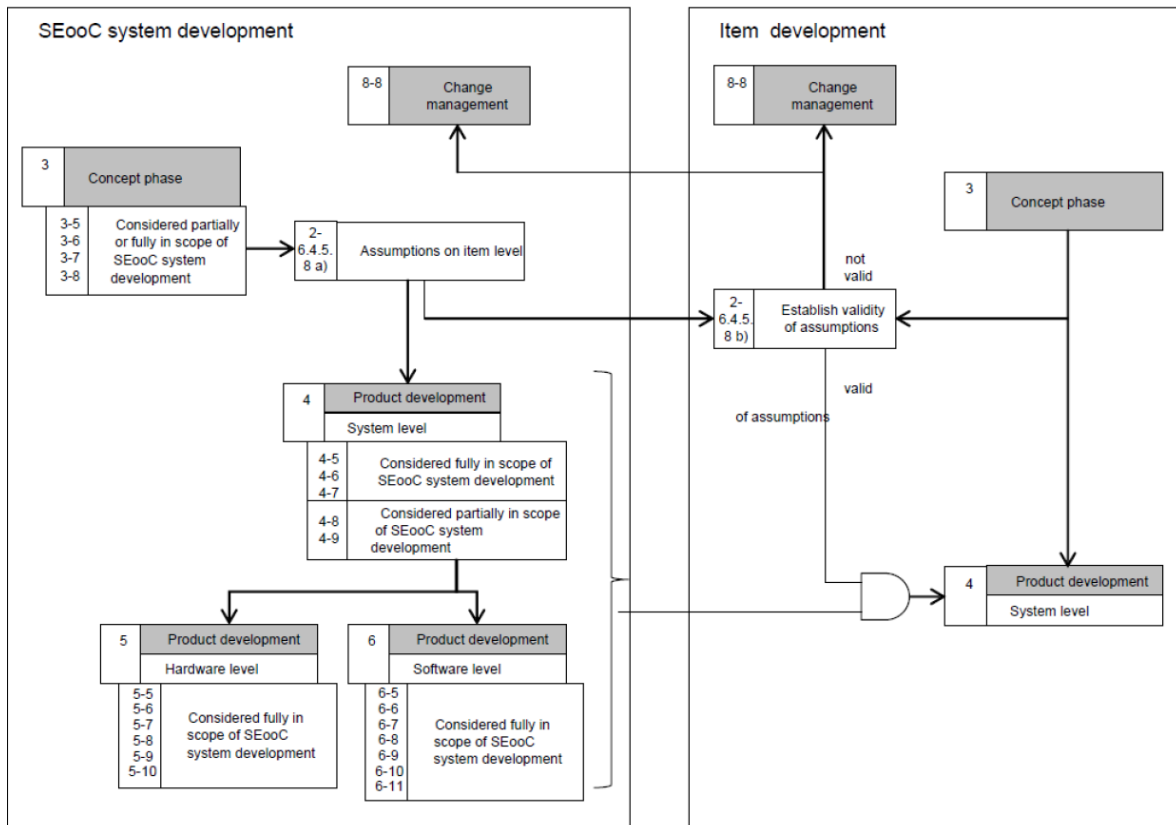 SEooC system development
8-8
Change
management
3
Concept phase
3-5
3-6
3-7
3-8
Considered partially
or fully in scope of
SEooC system
development
2-
6.4.5.
8 a)
Assumptions on item level
4
Product development
System level
4-5
4-6
4-7
Considered fully in scope of
SEooC system development
4-8
4-9
Considered partially in scope
of SEooC system
development
5
Product development
Hardware level
5-5
5-6
5-7
5-8
5-9
5-10
Considered fully in
scope of SEooC
system development
6
Product development
Software level
6-5
6-6
6-7
6-8
6-9
6-10
6-11
Considered fully in
scope of SEooC
system development
Item development
8-8
Change
management
3
Concept phase
not
valid
2-
6.4.5.
8 b)
Establish validity
of assumptions
valid
of assumptions
4
Product development
System level